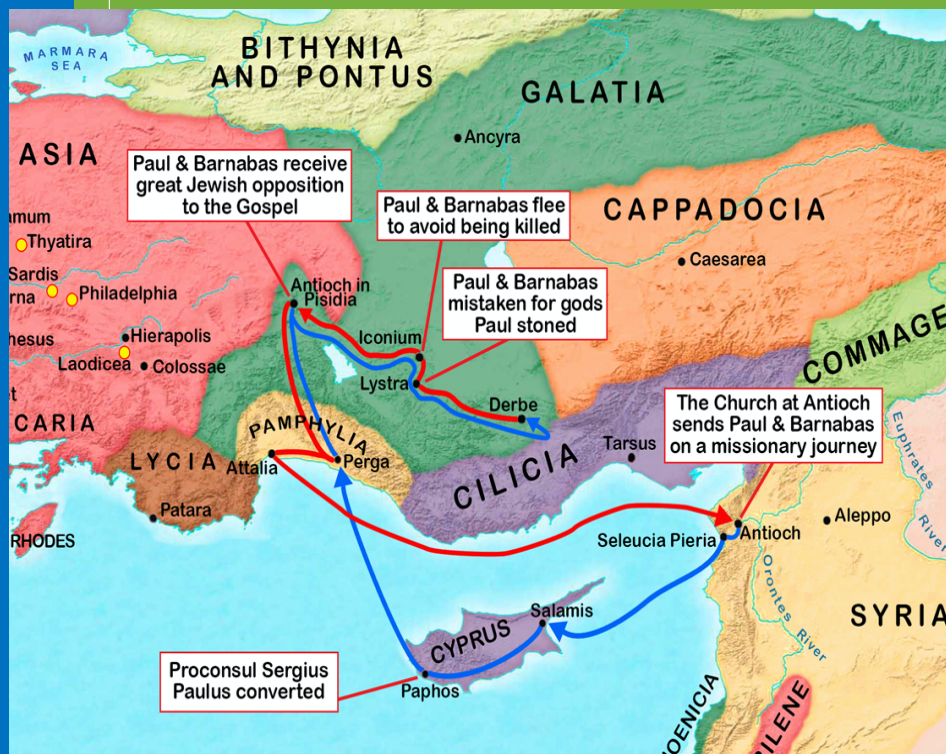 MARMARA
SEA
BITHYNIA
AND PONTUS
GALATIA
Ancyra
ASIA
Paul & Barnabas receive
great Jewish opposition
to the Gospel
Paul & Barnabas flee
to avoid being killed
CAPPADOCIA
Caesarea
amum
Thyatira
Sardis
rna
Philadelphia
Antioch in
Pisidia
Paul & Barnabas
mistaken for gods
Paul stoned
hesus
Hierapolis
Laodicea
Colossae
Iconium
Lystra
Derbe
COMMAGE
et
CARIA
PAMPHYLIA
LYCIA
Attalia
Perga
CILICIA
Tarsus
The Church at Antioch
sends Paul & Barnabas
on a missionary journey
Euphrates
River
Patara
RHODES
Seleucia Pieria
Antioch
Aleppo
Orontes River
SYRIA
Salamis
CYPRUS
Paphos
Proconsul Sergius
Paulus converted
OENICIA
ILENE